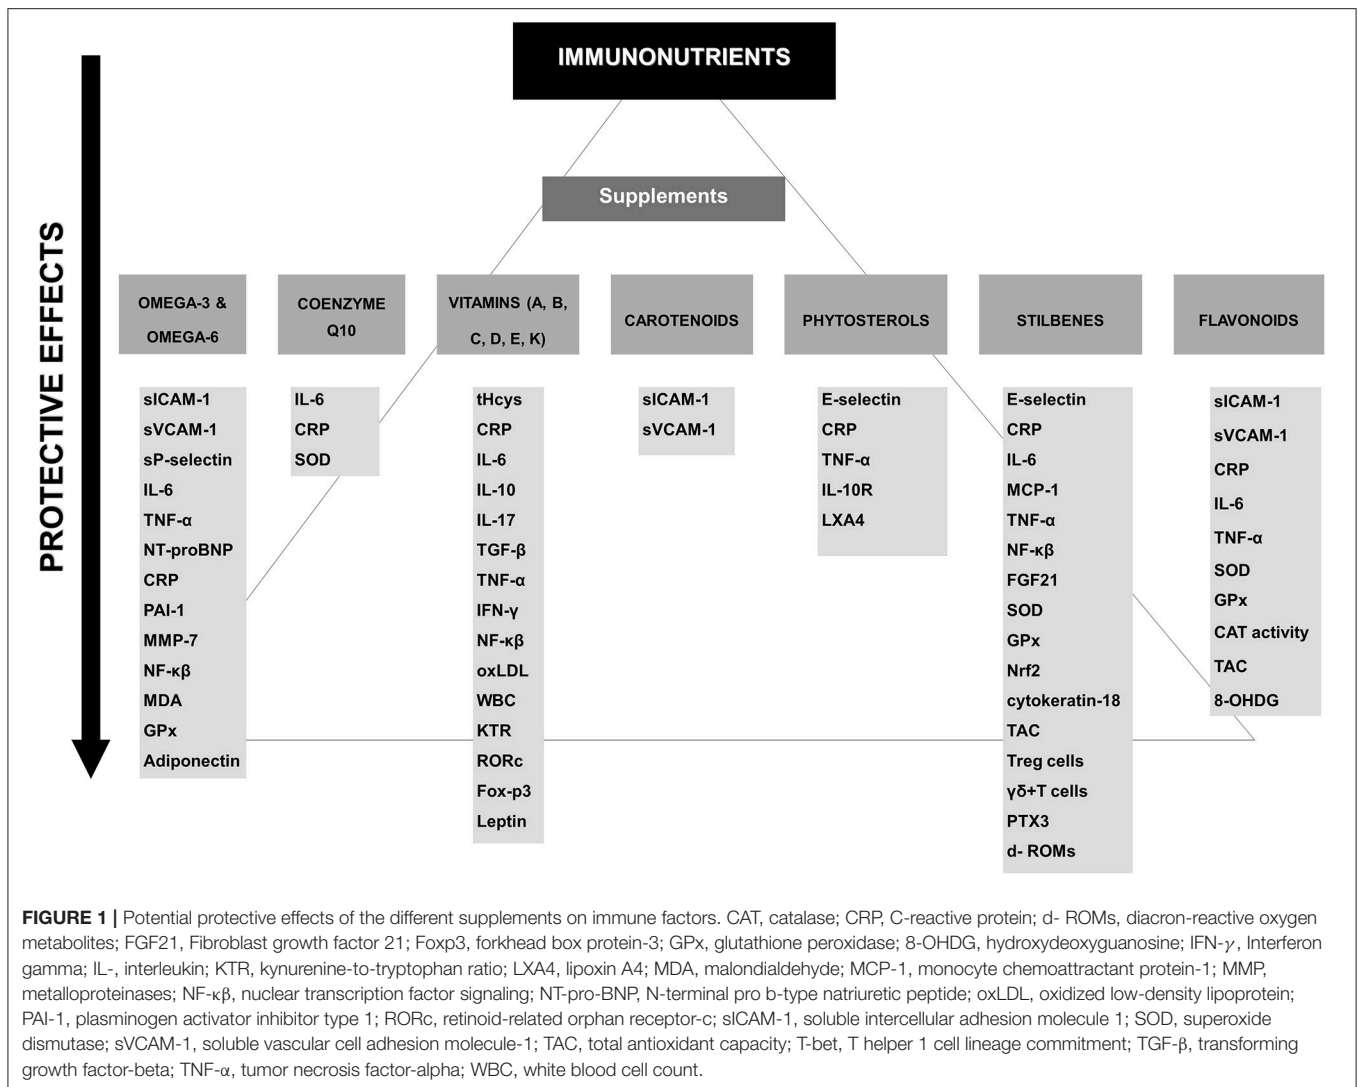 IMMUNONUTRIENTS
Supplements
PROTECTIVE EFFECTS
OMEGA-3 &
OMEGA-6
sICAM-1
sVCAM-1
sP-selectin
IL-6
TNF-α
NT-proBNP
CRP
PAI-1
MMP-7
NF-κβ
MDA
GPx
Adiponectin
COENZYME
Q10
IL-6
CRP
SOD
VITAMINS (A, B,
C, D, E, K)
tHcys
CRP
IL-6
IL-10
IL-17
TGF-β
TNF-α
IFN-γ
NF-κβ
oxLDL
WBC
KTR
RORc
Fox-p3
Leptin
CAROTENOIDS
sICAM-1
sVCAM-1
PHYTOSTEROLS
E-selectin
CRP
TNF-α
IL-10R
LXA4
STILBENES
E-selectin
CRP
IL-6
MCP-1
TNF-α
NF-κβ
FGF21
SOD
GPx
Nrf2
cytokeratin-18
TAC
Treg cells
γδ+T cells
PTX3
d- ROMs
FLAVONOIDS
sICAM-1
sVCAM-1
CRP
IL-6
TNF-α
SOD
GPx
CAT activity
TAC
8-OHDG
FIGURE 1 | Potential protective effects of the different supplements on immune factors. CAT, catalase; CRP, C-reactive protein; d- ROMs, diacron-reactive oxygen
metabolites; FGF21, Fibroblast growth factor 21; Foxp3, forkhead box protein-3; GPx, glutathione peroxidase; 8-OHDG, hydroxydeoxyguanosine; IFN-γ, Interferon
gamma; IL-, interleukin; KTR, kynurenine-to-tryptophan ratio; LXA4, lipoxin A4; MDA, malondialdehyde; MCP-1, monocyte chemoattractant protein-1; MMP,
metalloproteinases; NF-κβ, nuclear transcription factor signaling; NT-pro-BNP, N-terminal pro b-type natriuretic peptide; oxLDL, oxidized low-density lipoprotein;
PAI-1, plasminogen activator inhibitor type 1; RORc, retinoid-related orphan receptor-c; sICAM-1, soluble intercellular adhesion molecule 1; SOD, superoxide
dismutase; sVCAM-1, soluble vascular cell adhesion molecule-1; TAC, total antioxidant capacity; T-bet, T helper 1 cell lineage commitment; TGF-β, transforming
growth factor-beta; TNF-α, tumor necrosis factor-alpha; WBC, white blood cell count.